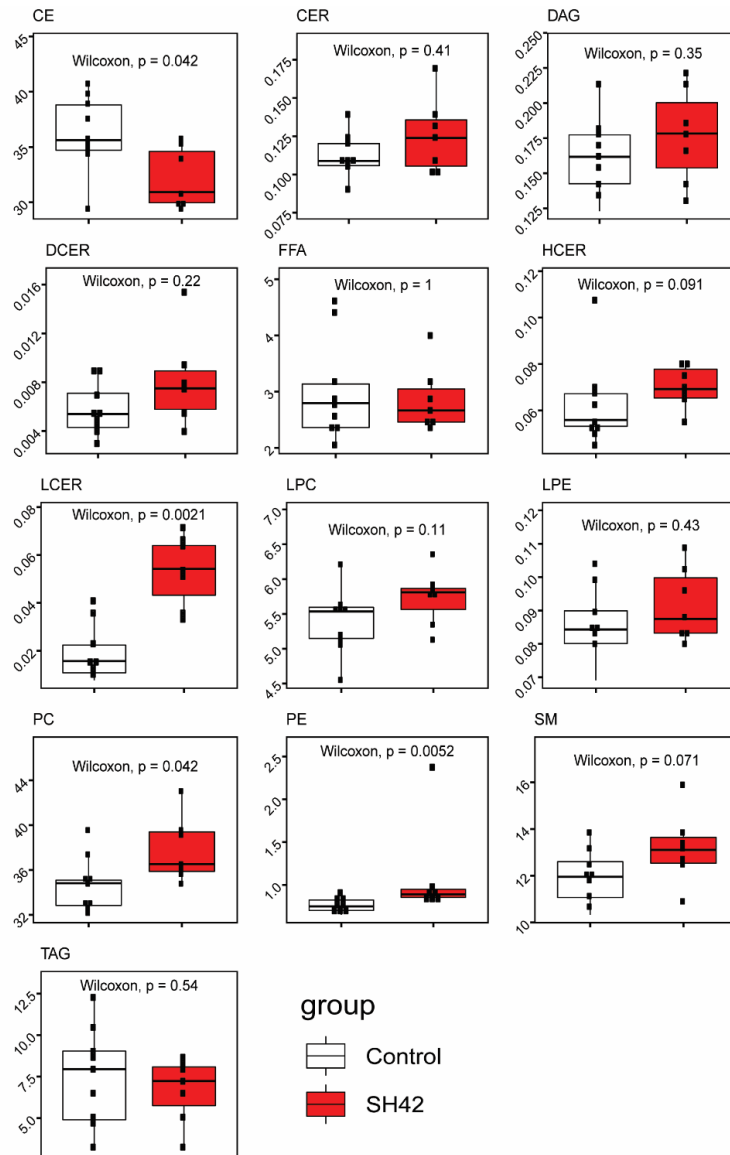 CE
45
40
35
30
Wilcoxon, p = 0.042
CER
0.175
0.150
0.125
0.100
0.075
Wilcoxon, p = 0.41
DAG
0.250
0.225
0.200
0.175
0.150
0.125
Wilcoxon, p = 0.35
DCER
0.016
0.012
0.008
0.004
Wilcoxon, p = 0.22
FFA
5
4
3
2
Wilcoxon, p = 1
HCER
0.12
0.10
0.08
0.06
Wilcoxon, p = 0.091
LCER
0.08
0.06
0.04
0.02
Wilcoxon, p = 0.0021
LPC
7.0
6.5
6.0
5.5
5.0
4.5
Wilcoxon, p = 0.11
LPE
0.12
0.11
0.10
0.09
0.08
0.07
Wilcoxon, p = 0.43
PC
44
40
36
32
Wilcoxon, p = 0.042
PE
2.5
2.0
1.5
1.0
Wilcoxon, p = 0.0052
SM
16
14
12
10
Wilcoxon, p = 0.071
TAG
12.5
10.0
7.5
5.0
Wilcoxon, p = 0.54
group
Control
SH42